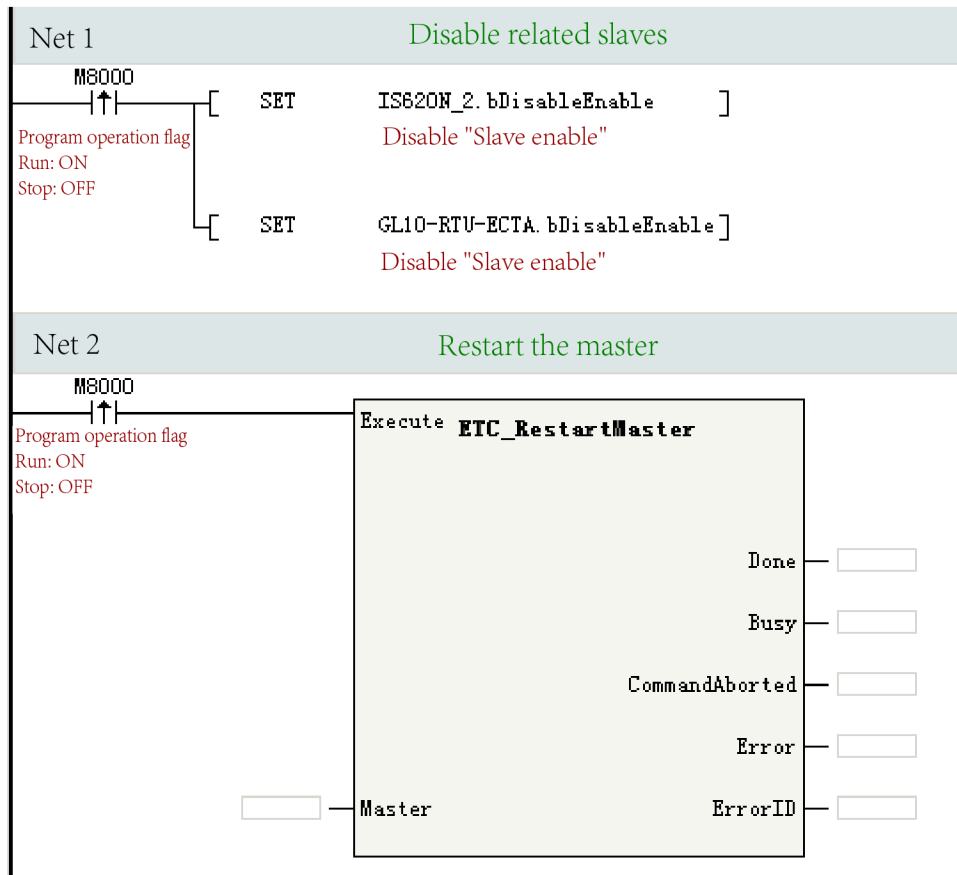 Net 1
Disable related slaves
M8000
SET IS620N_2.bDisableEnable
Program operation flag
Run: ON
Stop: OFF
Disable "Slave enable"
SET GL10-RTU-ECTA.bDisableEnable
Disable "Slave enable"
Net 2
Restart the master
M8000
Program operation flag
Run: ON
Stop: OFF
Execute
ETC_RestartMaster
Done
Busy
CommandAborted
Error
Master
ErrorID